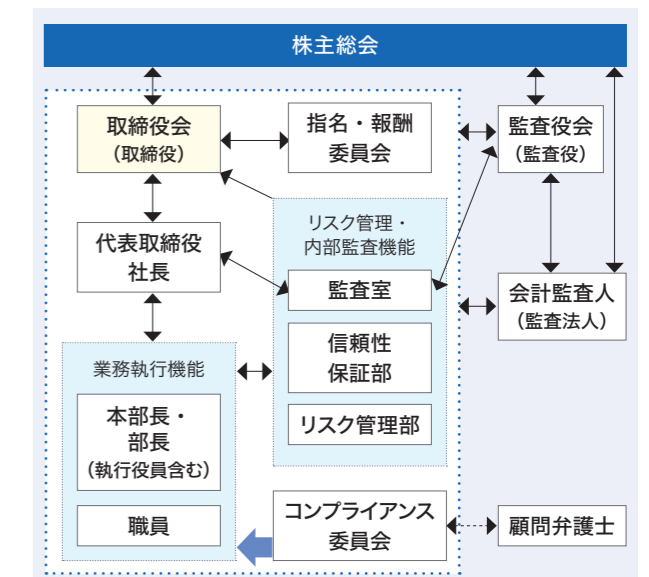 株主総会
取締役会
（取締役）
指名・報酬
委員会
監査役会
（監査役）
代表取締役
社長
リスク管理・
内部監査機能
監査室
会計監査人
（監査法人）
信頼性
保証部
業務執行機能
本部長・
部長
（執行役員含む）
リスク管理部
職員
コンプライアンス
委員会
顧問弁護士